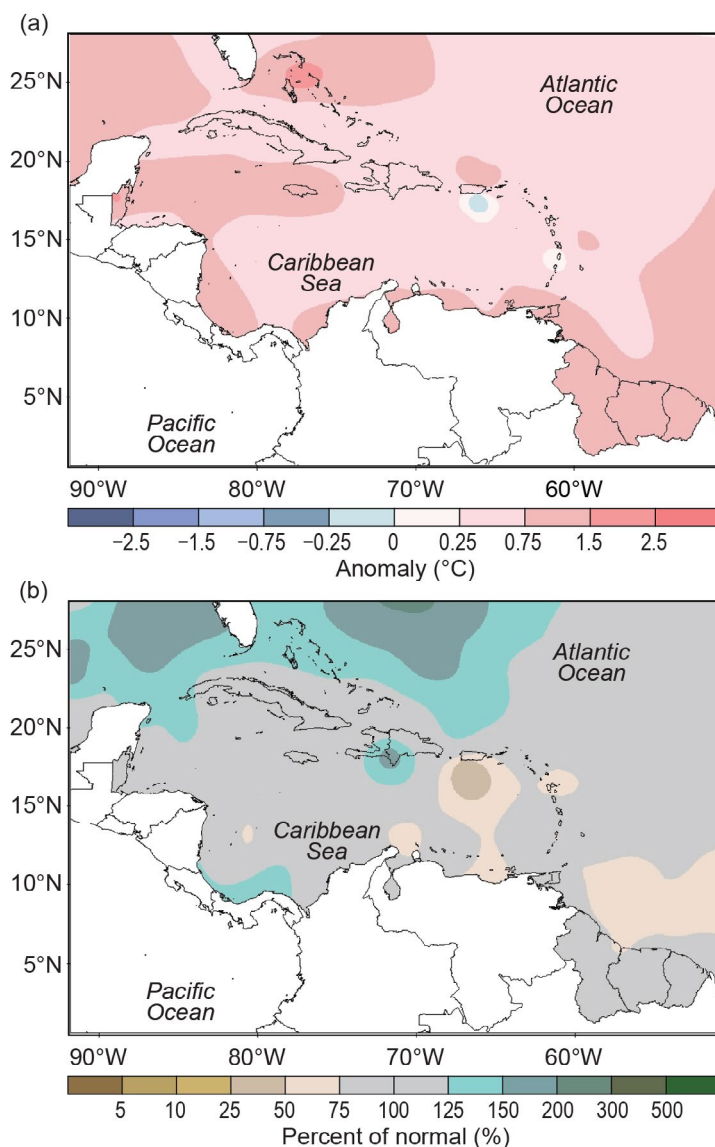 (a)
25°N
20°N
15°N
10°N
5°N
Atlantic
Ocean
Caribbean
Sea
Pacific
Ocean
90°W 80°W 70°W 60°W
−2.5 −1.5 −0.75 −0.25 0 0.25 0.75 1.5 2.5
Anomaly (°C)
(b)
25°N
20°N
15°N
10°N
5°N
Atlantic
Ocean
Caribbean
Sea
Pacific
Ocean
90°W 80°W 70°W 60°W
5 10 25 50 75 100 125 150 200 300 500
Percent of normal (%)